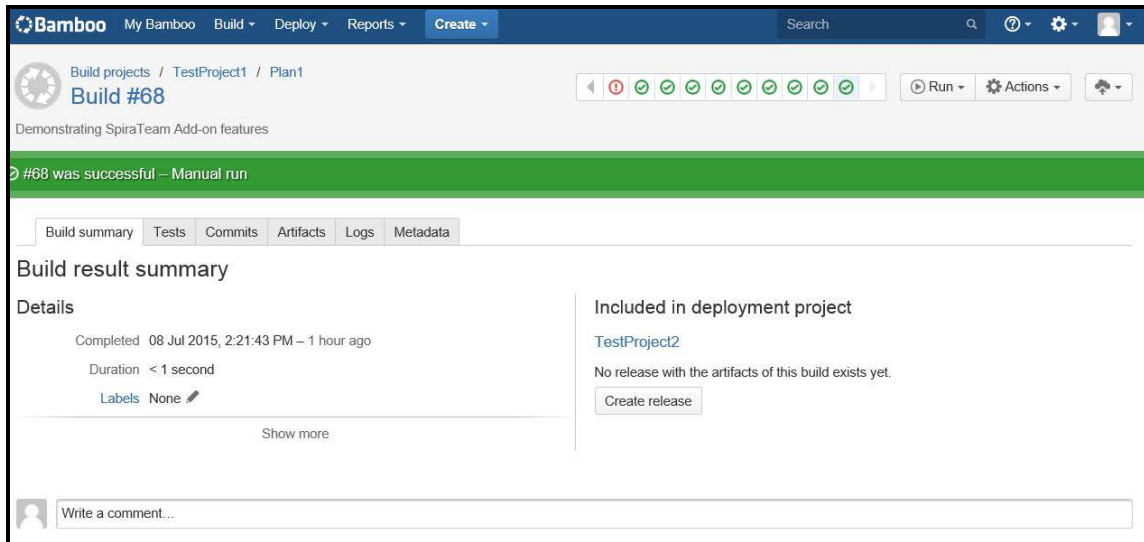 Bamboo My Bamboo Build Deploy Reports Create Search
Build projects / TestProject1 / Plan1
Build #68
Run Actions
Demonstrating SpiraTeam Add-on features
#68 was successful – Manual run
Build summary Tests Commits Artifacts Logs Metadata
Build result summary
Details
Completed 08 Jul 2015, 2:21:43 PM – 1 hour ago
Duration < 1 second
Labels None
Show more
Included in deployment project
TestProject2
No release with the artifacts of this build exists yet.
Create release
Write a comment...